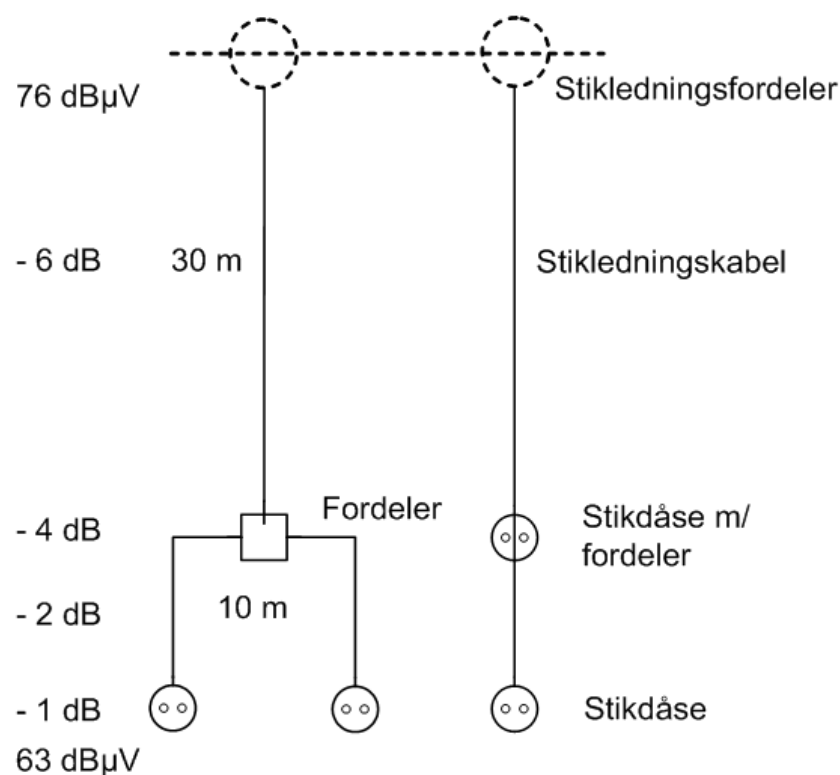 76 dBµV
Stikledningsfordeler
- 6 dB
30 m
Stikledningskabel
- 4 dB
Fordeler
Stikdåse m/
fordeler
- 2 dB
10 m
- 1 dB
Stikdåse
63 dBµV